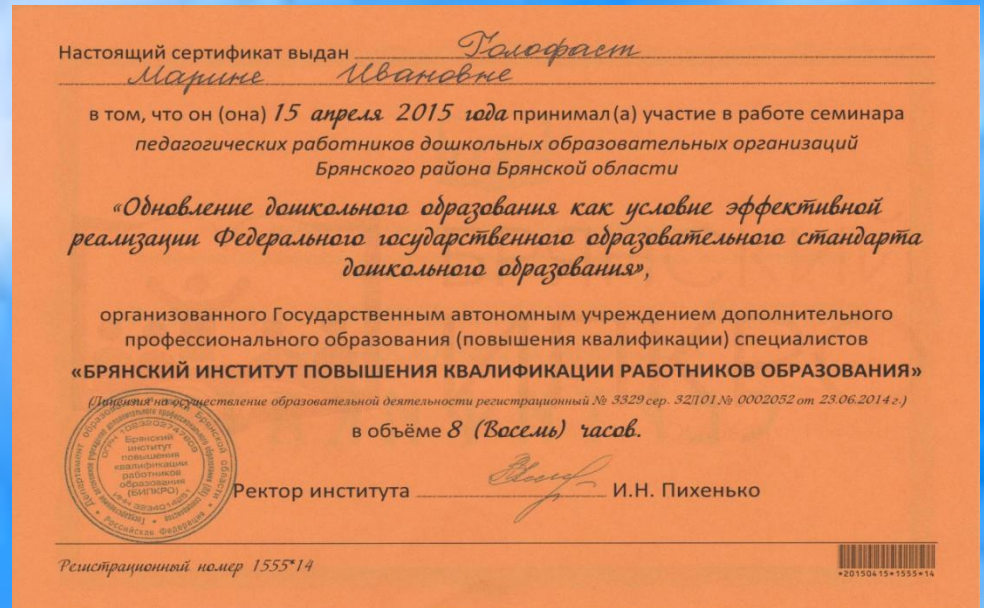 Настоящий сертификат выдан Голофаст
Марине Ивановне
в том, что он (она) 15 апреля 2015 года принимал(а) участие в работе семинара
педагогических работников дошкольных образовательных организаций
Брянского района Брянской области
«Обновление дошкольного образования как условие эффективной
реализации Федерального государственного образовательного стандарта
дошкольного образования»,
организованного Государственным автономным учреждением дополнительного
профессионального образования (повышения квалификации) специалистов
«БРЯНСКИЙ ИНСТИТУТ ПОВЫШЕНИЯ КВАЛИФИКАЦИИ РАБОТНИКОВ ОБРАЗОВАНИЯ»
(Лицензия на осуществление образовательной деятельности регистрационный № 3329 сер. 32Л01 № 0002052 от 23.06.2014 г.)
в объёме 8 (Восемь) часов.
Брянский
институт
повышения
квалификации
работников
образования
(БИПКРО)
Ректор института И.Н. Пихенько
Регистрационный номер 1555*14
*20150415*1555*14